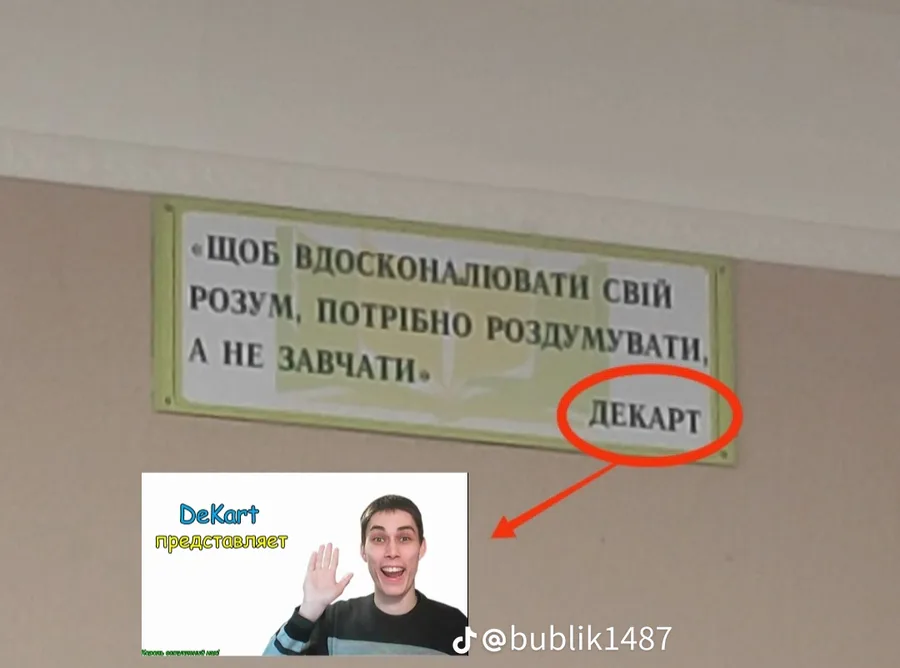 «ЩОБ ВДОСКОНАЛЮВАТИ СВІЙ
РОЗУМ, ПОТРІБНО РОЗДУМУВАТИ,
А НЕ ЗАВЧАТИ»
ДЕКАРТ
DeKart
представляет
@bublik1487